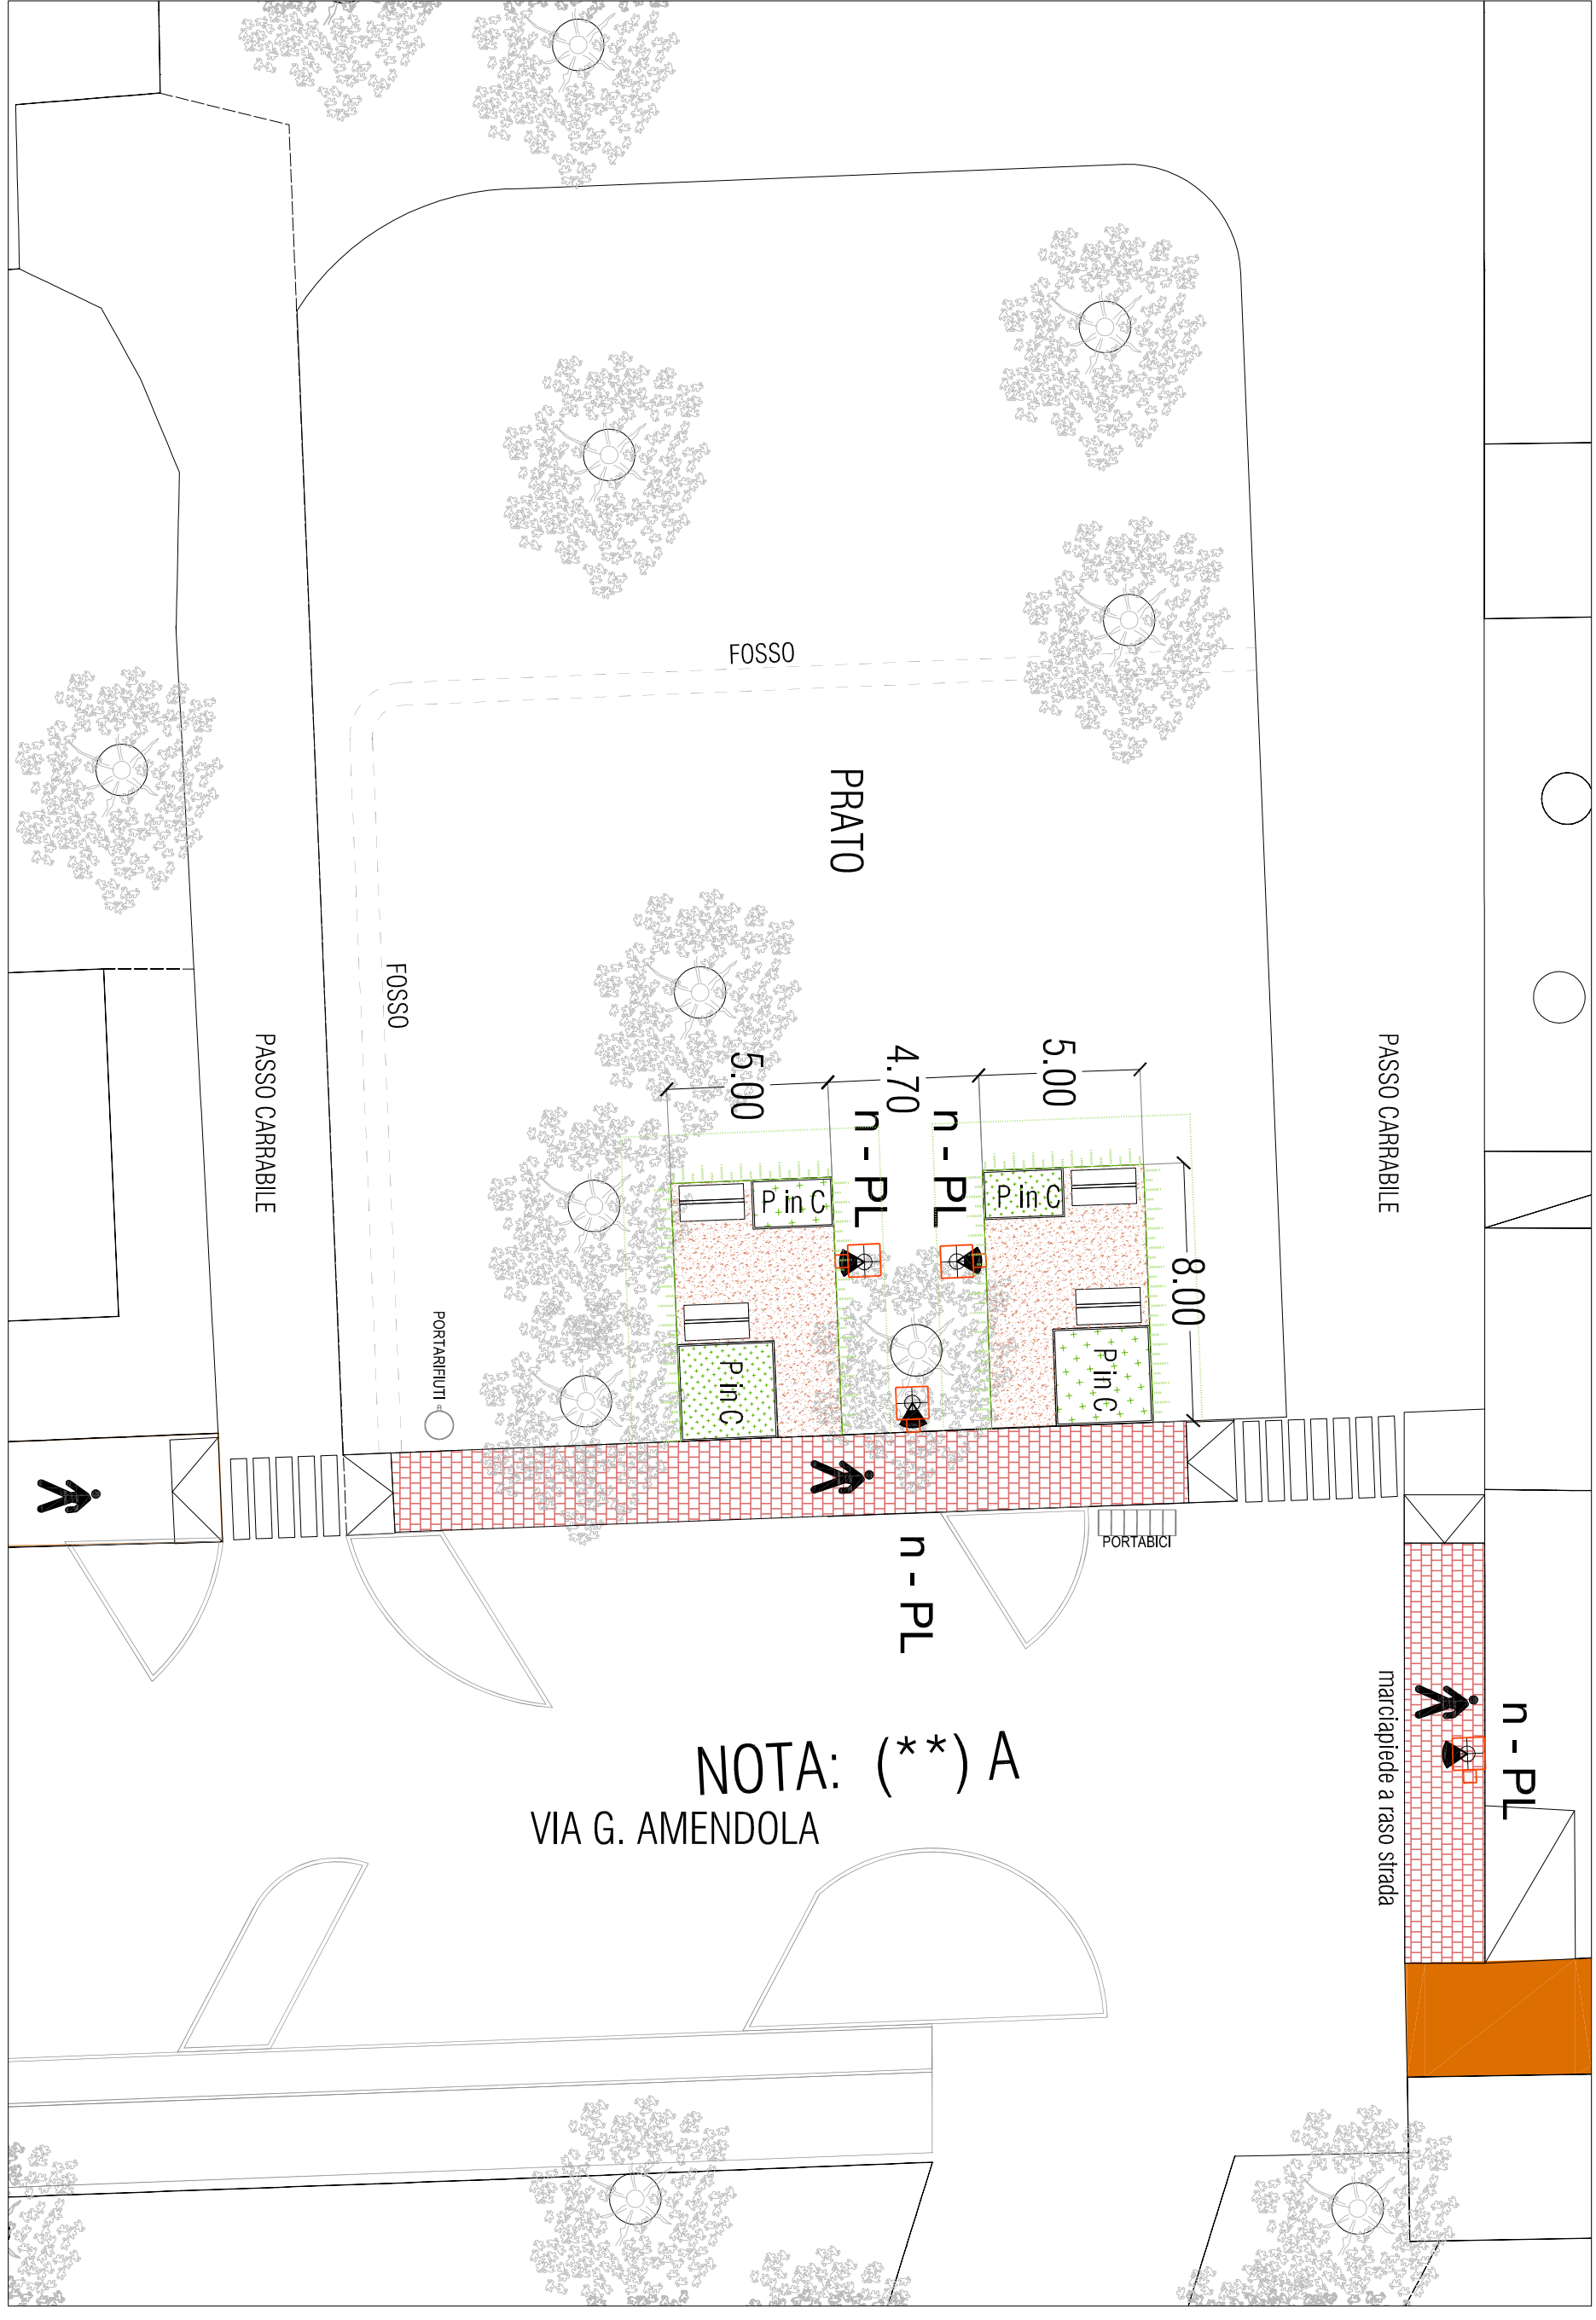 FOSSO
PRATO
FOSSO
PASSO CARRABILE
PASSO CARRABILE
5.00
4.70
5.00
n - PL
n - PL
P in C
P in C
8.00
P in C
P in C
PORTARIFIUTI
PORTABICI
n - PL
marciapiede a raso strada
n - PL
NOTA: (**) A
VIA G. AMENDOLA